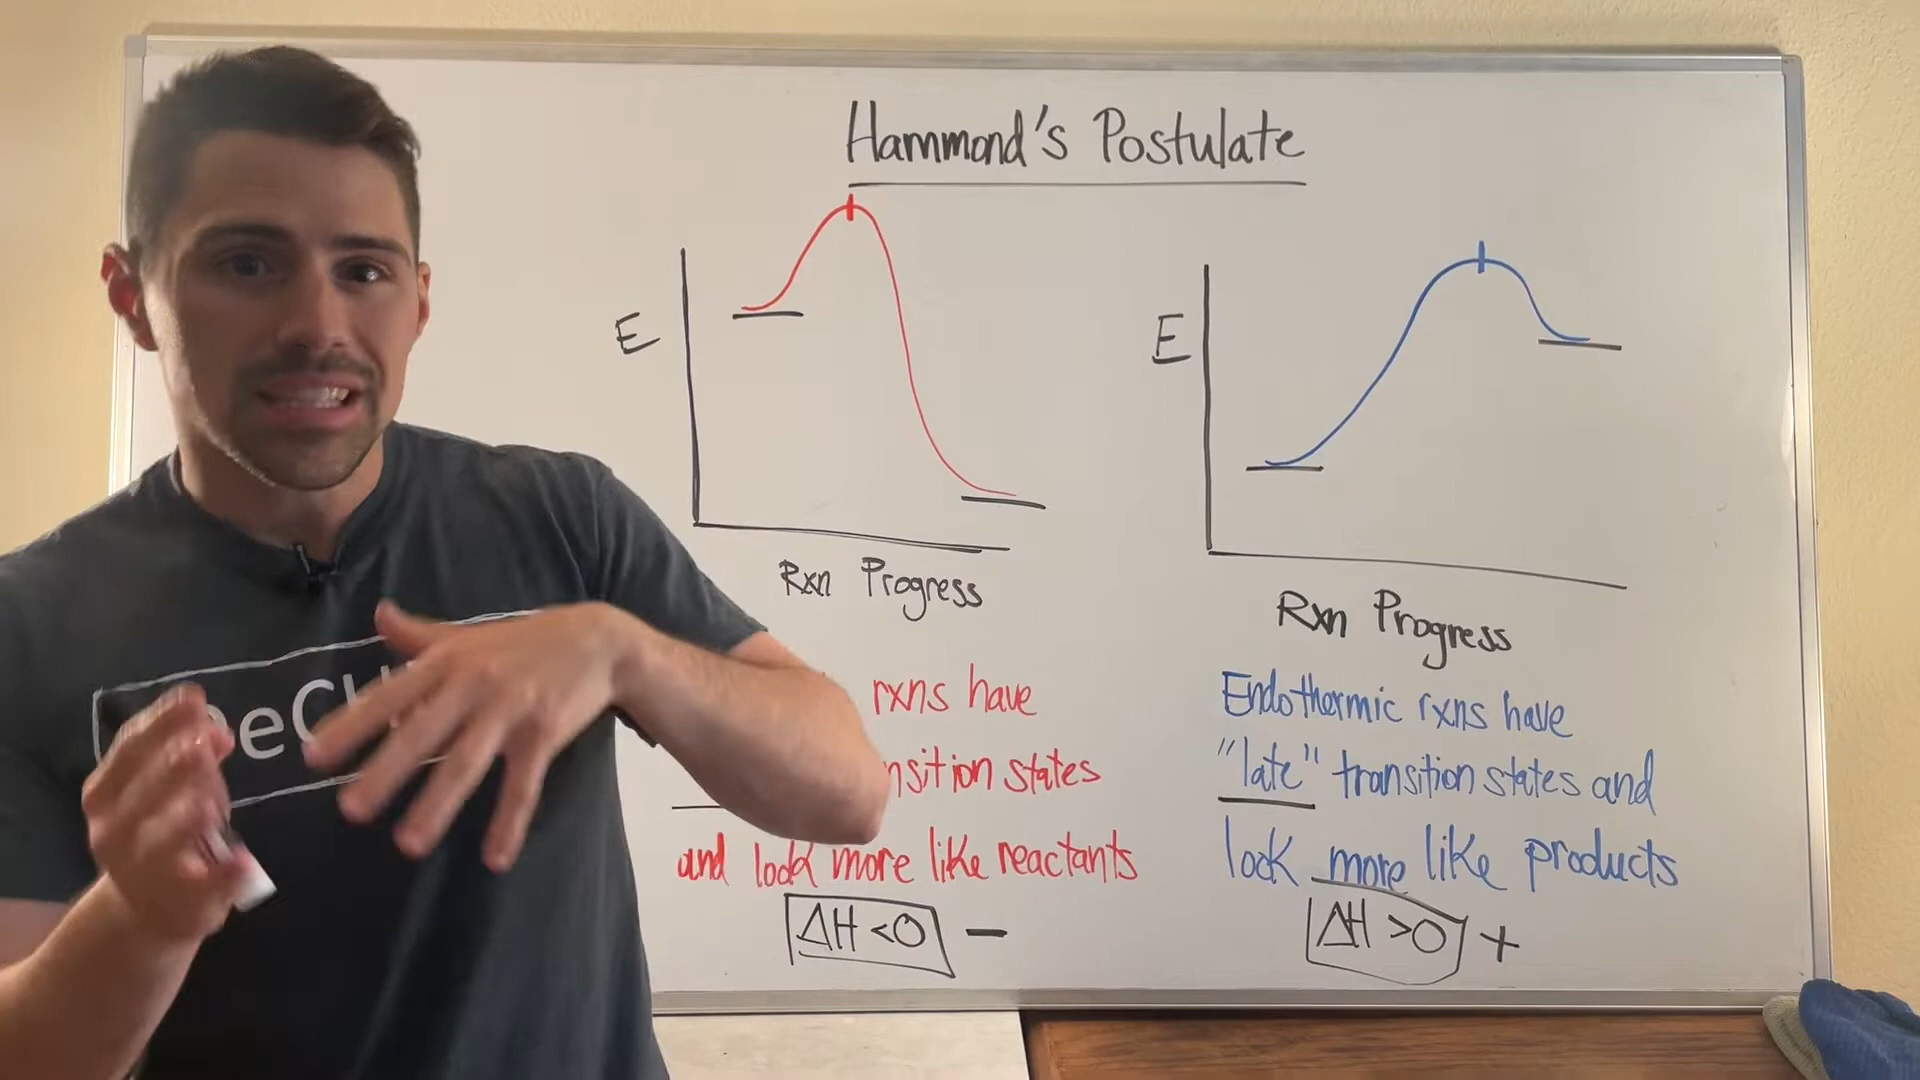 Hammond's Postulate
E
Rxn Progress
rxns have
states
and look more like reactants
ΔH <0 −
E
Rxn Progress
Endothermic rxns have
"late" transition states and
look more like products
ΔH >0 +